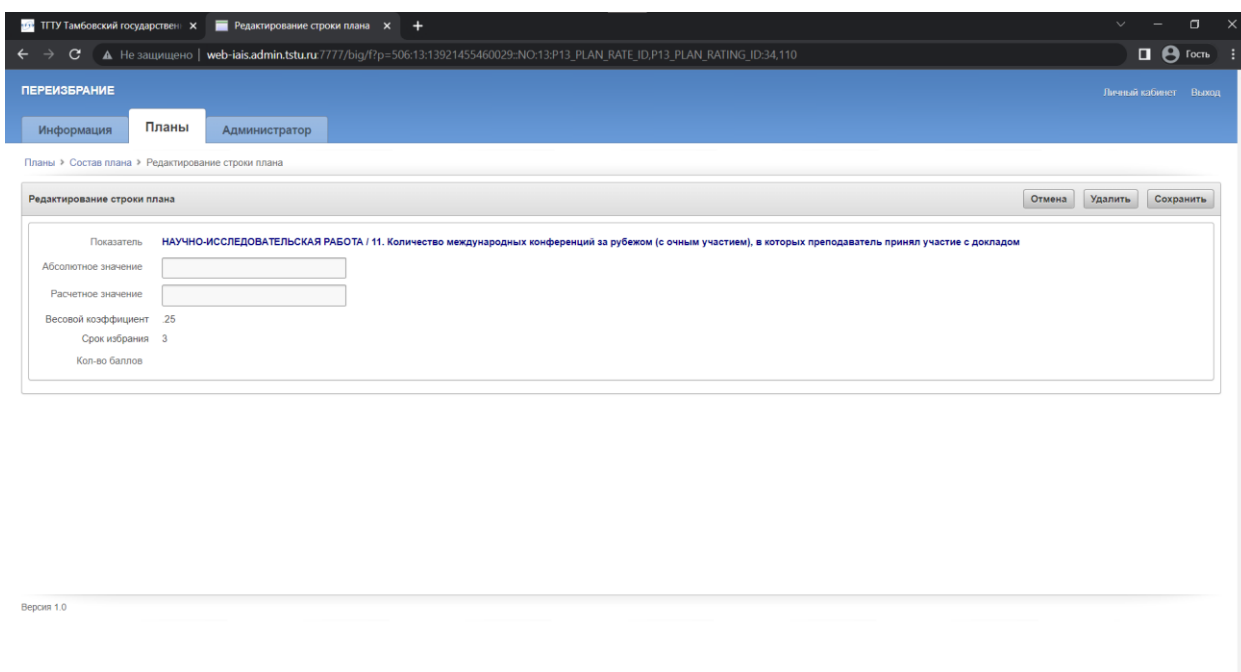 ТГТУ Тамбовский государствен
Редактирование строки плана
Не защищено | web-iais.admin.tstu.ru:7777/big/f?p=506:13:13921455460029::NO:13:P13_PLAN_RATE_ID,P13_PLAN_RATING_ID:34,110
Гость
ПЕРЕИЗБРАНИЕ
Личный кабинет Выход
Информация Планы Администратор
Планы > Состав плана > Редактирование строки плана
Редактирование строки плана
Отмена Удалить Сохранить
Показатель НАУЧНО-ИССЛЕДОВАТЕЛЬСКАЯ РАБОТА / 11. Количество международных конференций за рубежом (с очным участием), в которых преподаватель принял участие с докладом
Абсолютное значение
Расчетное значение
Весовой коэффициент .25
Срок избрания 3
Кол-во баллов
Версия 1.0